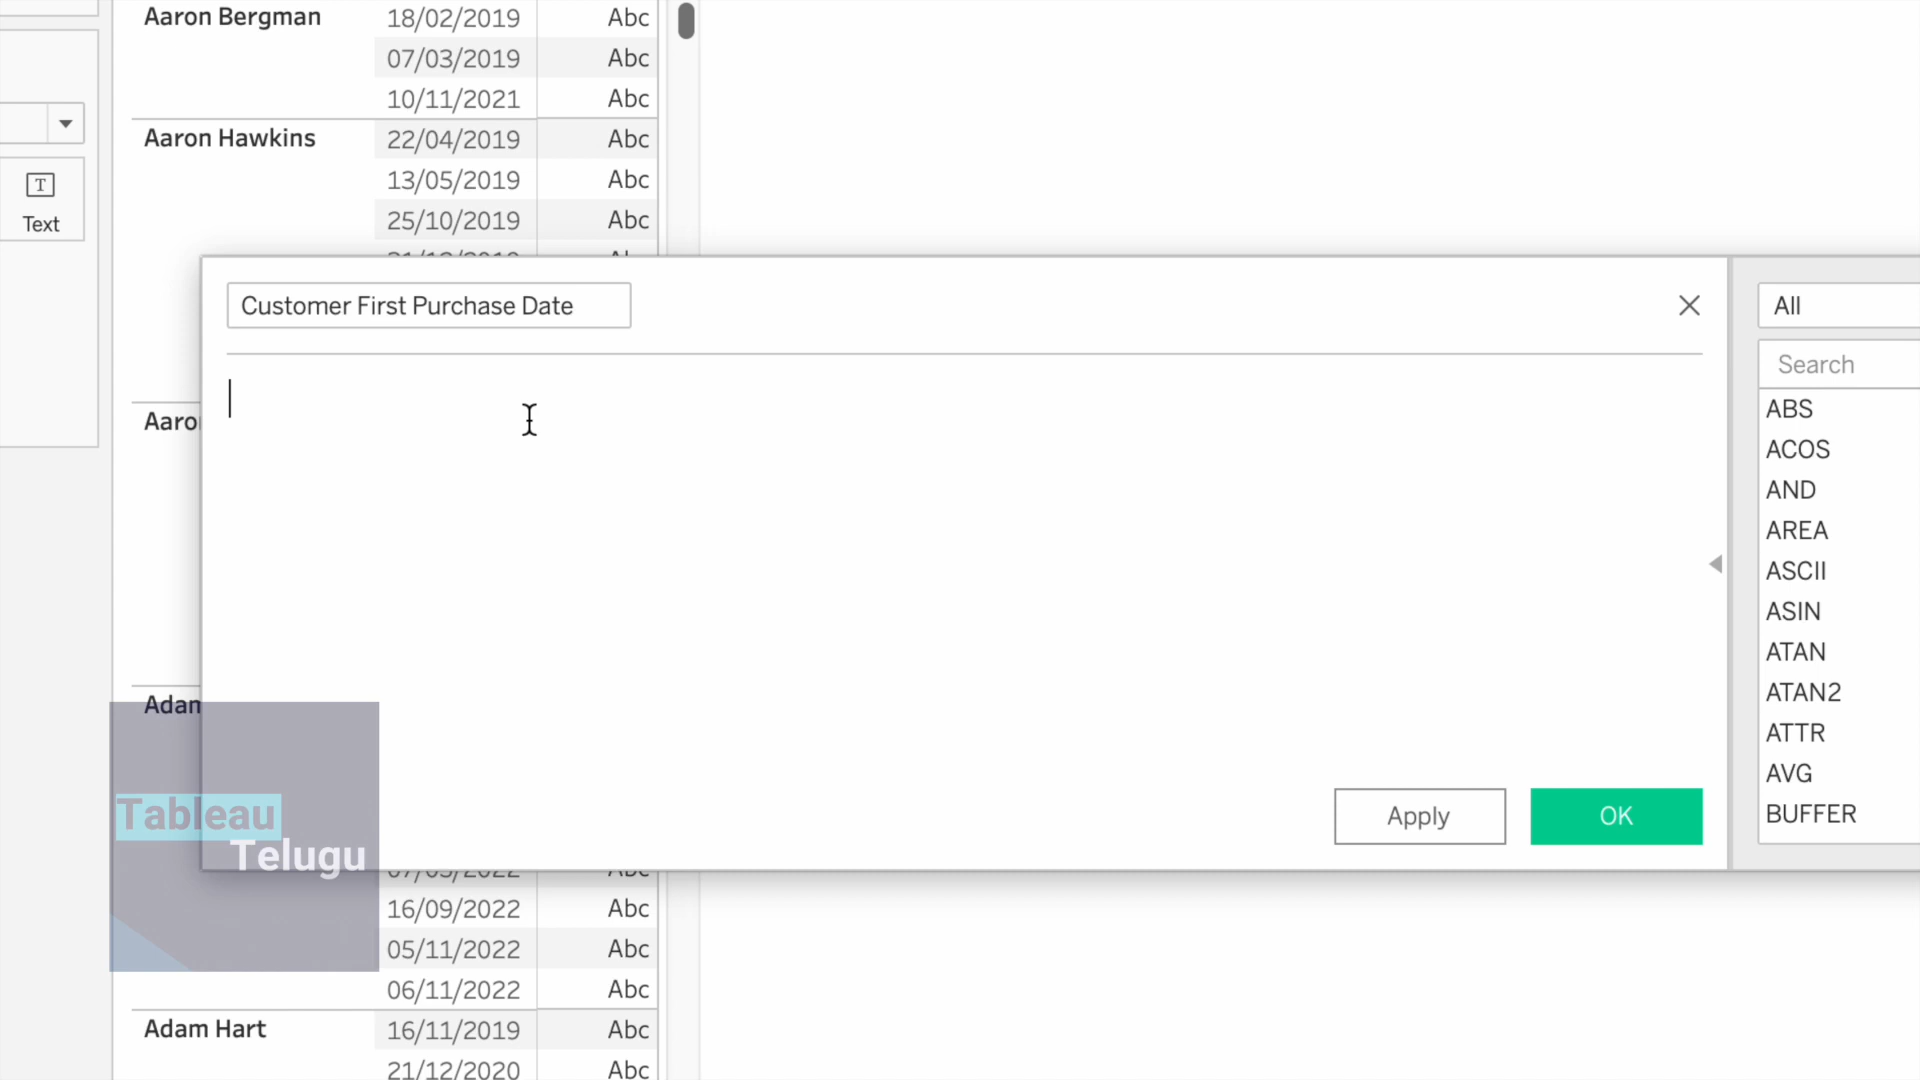 Aaron Bergman 18/02/2019 Abc
07/03/2019 Abc
10/11/2021 Abc
Aaron Hawkins 22/04/2019 Abc
13/05/2019 Abc
T
25/10/2019 Abc
Text
Customer First Purchase Date
All
Search
ABS
Aaro
ACOS
AND
AREA
ASCII
ASIN
ATAN
ATAN2
Adam
ATTR
AVG
Apply
OK
BUFFER
Tableau
Telugu
16/09/2022 Abc
05/11/2022 Abc
06/11/2022 Abc
Adam Hart 16/11/2019 Abc
21/12/2020 Abc